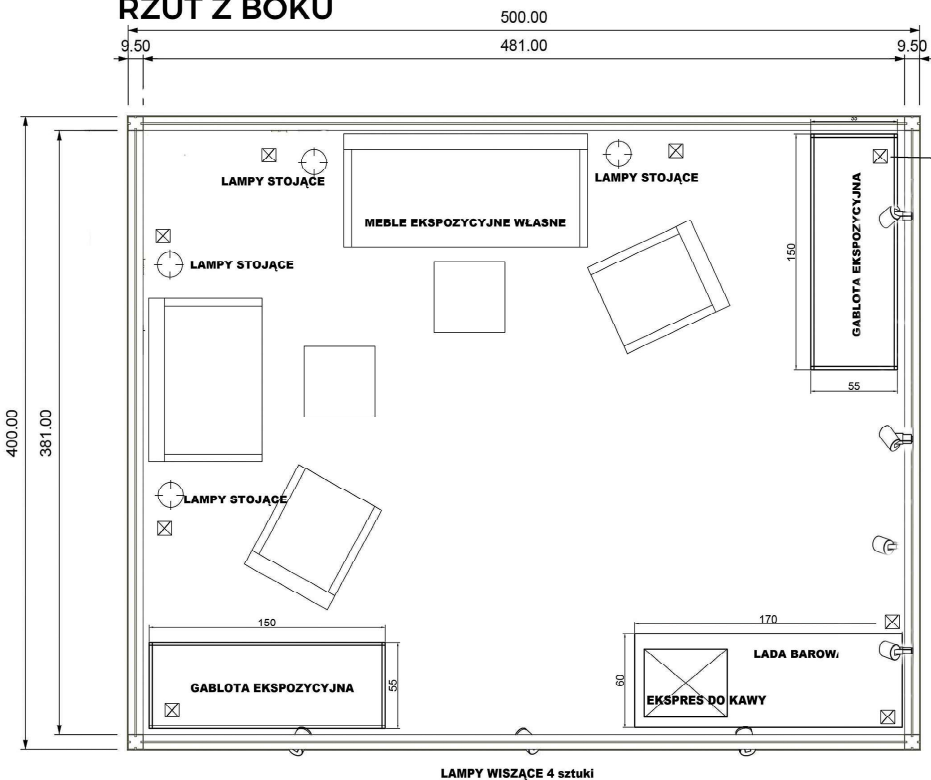 RZUT Z BOKU
500.00
9.50
481.00
9.50
55
LAMPY STOJĄCE
LAMPY STOJĄCE
MEBLE EKSPOZYCYJNE WŁASNE
GABLOTA EKSPOZYCYJNA
150
LAMPY STOJĄCE
55
400.00
381.00
LAMPY STOJĄCE
150
170
LADA BAROWA
GABLOTA EKSPOZYCYJNA
55
60
EKSPRES DO KAWY
LAMPY WISZĄCE 4 sztuki